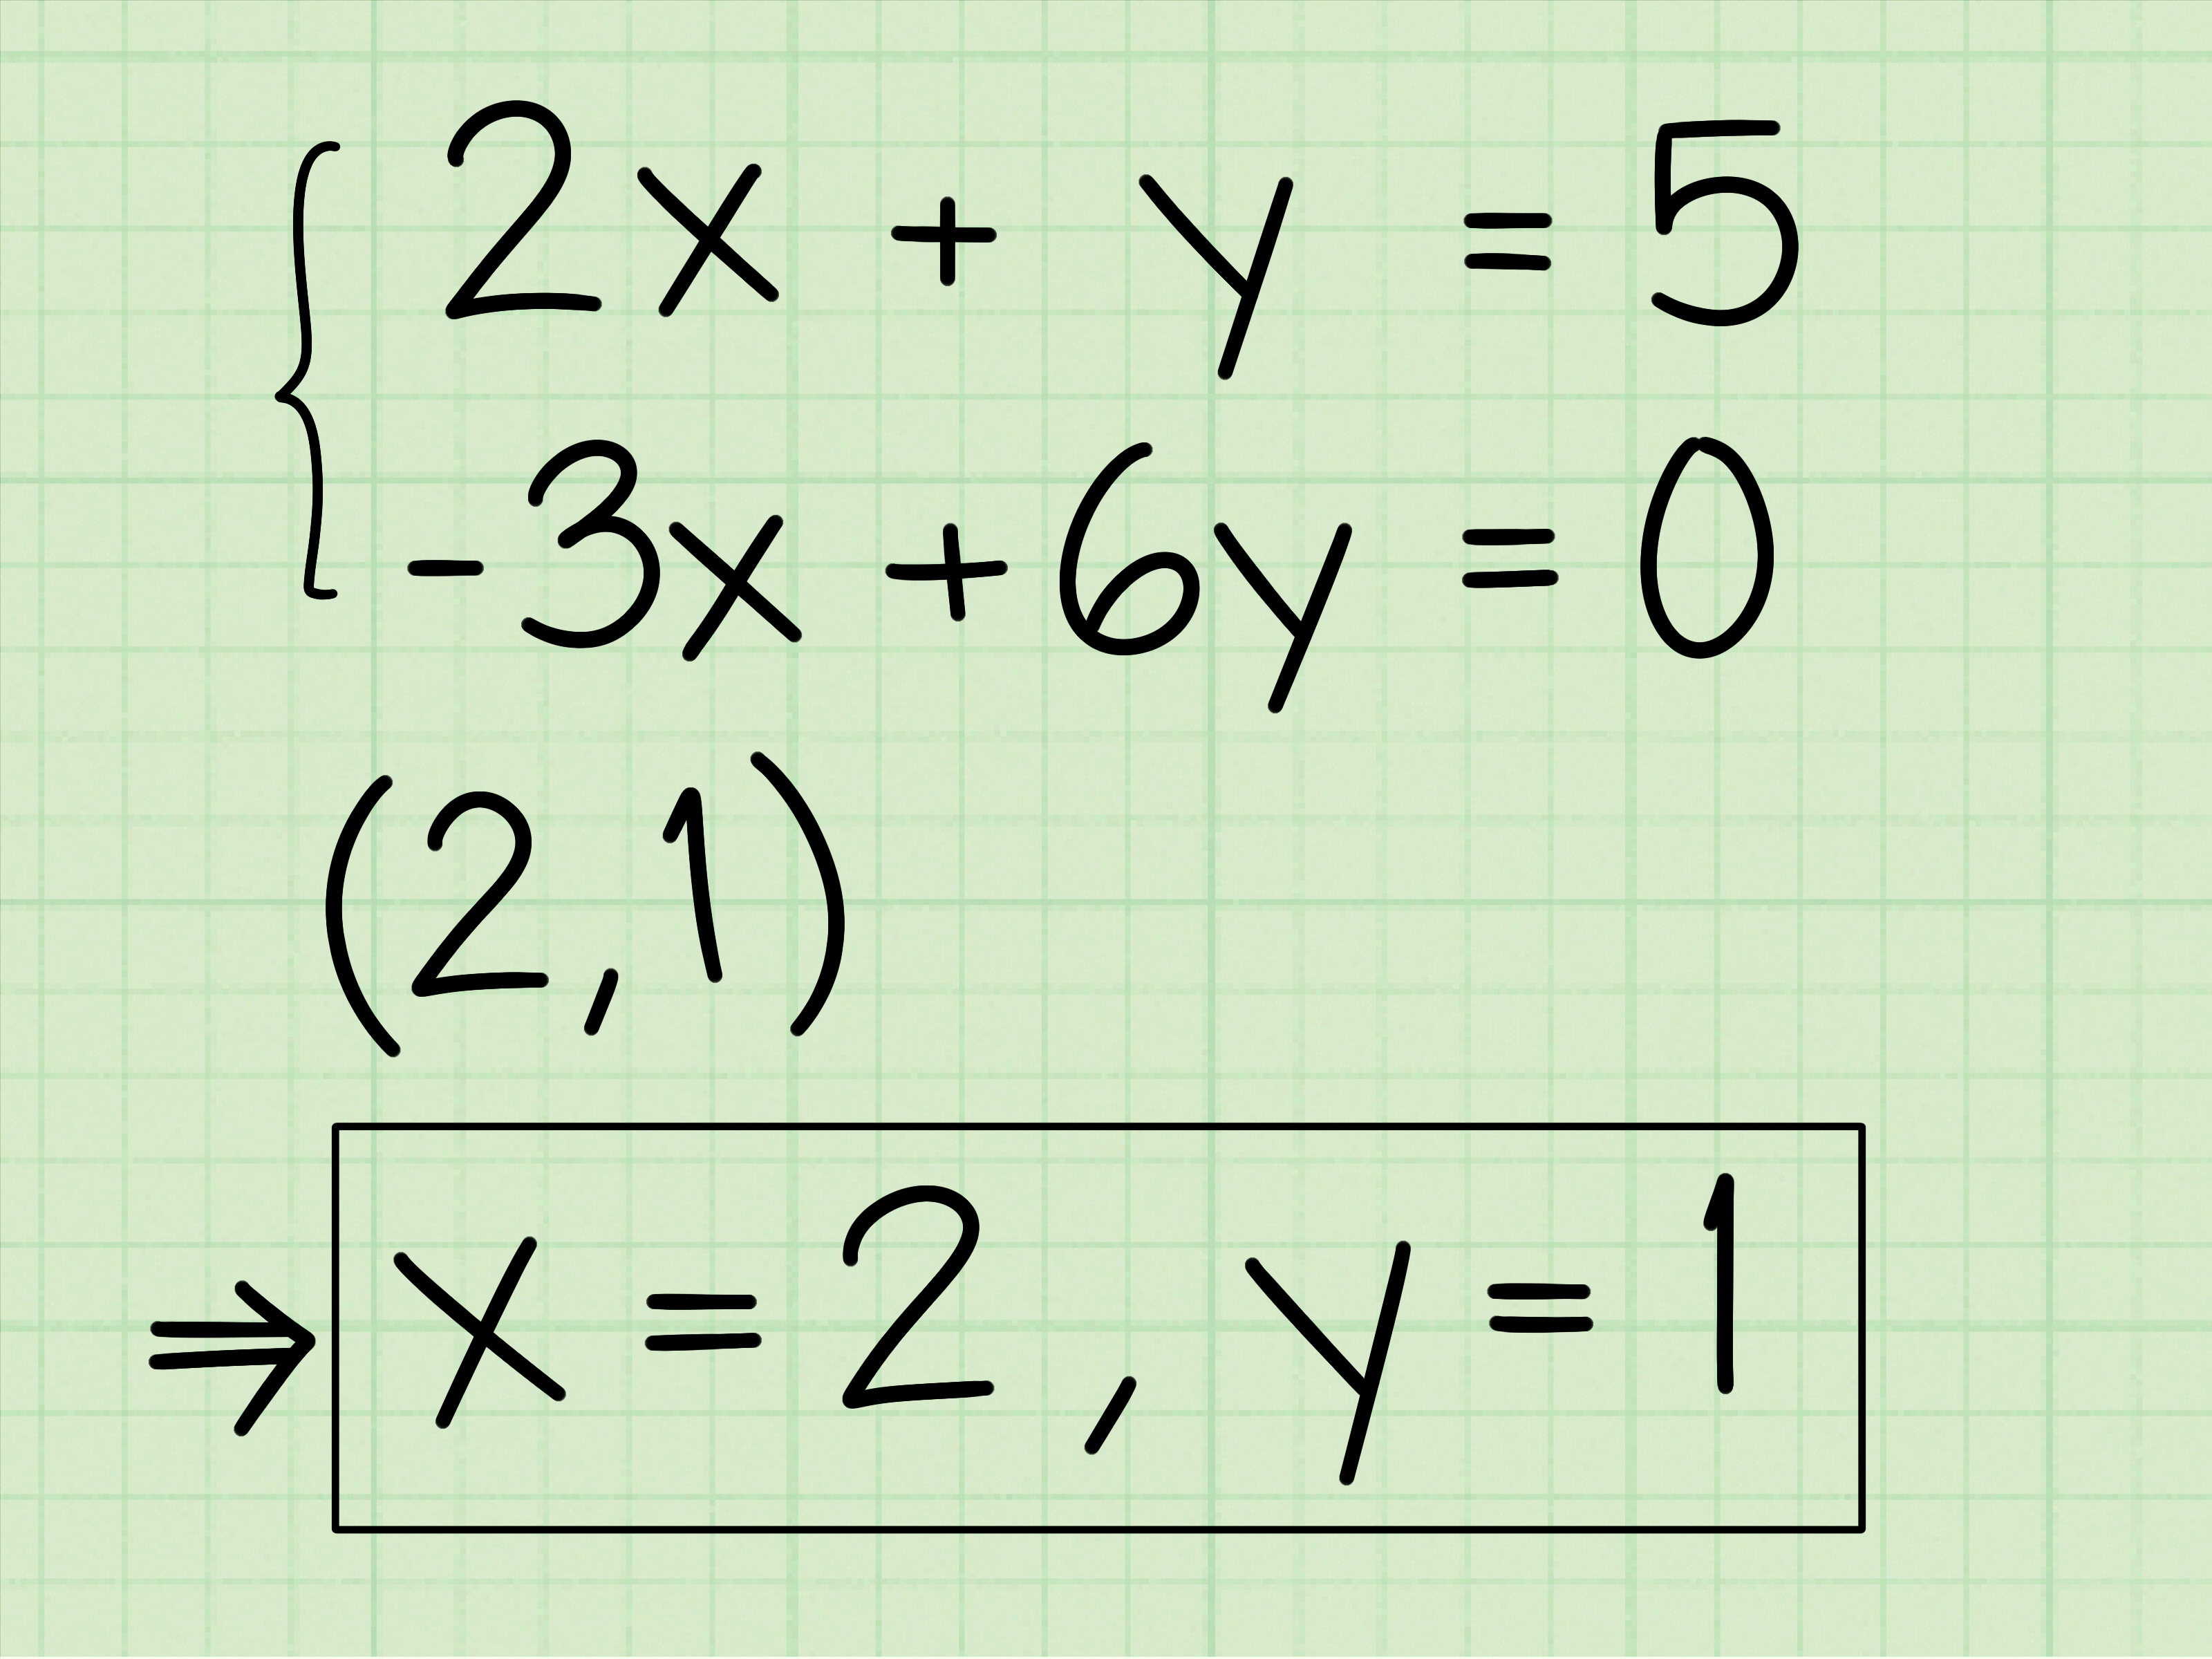 { 2x + y = 5
-3x + 6y = 0
(2, 1)
⇒ x = 2, y = 1